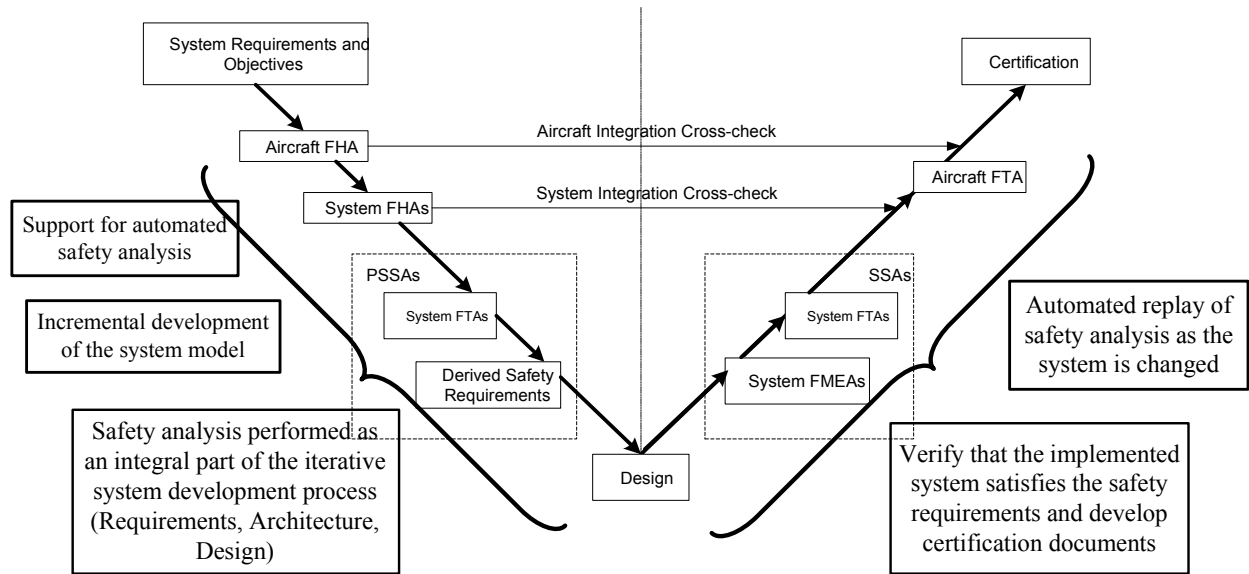 System Requirements and
Objectives
Certification
Aircraft Integration Cross-check
Aircraft FHA
Aircraft FTA
System Integration Cross-check
System FHAs
Support for automated
safety analysis
PSSAs
SSAs
System FTAs
System FTAs
Incremental development
of the system model
Automated replay of
safety analysis as the
system is changed
Derived Safety
Requirements
System FMEAs
Safety analysis performed as
an integral part of the iterative
system development process
(Requirements, Architecture,
Design)
Design
Verify that the implemented
system satisfies the safety
requirements and develop
certification documents